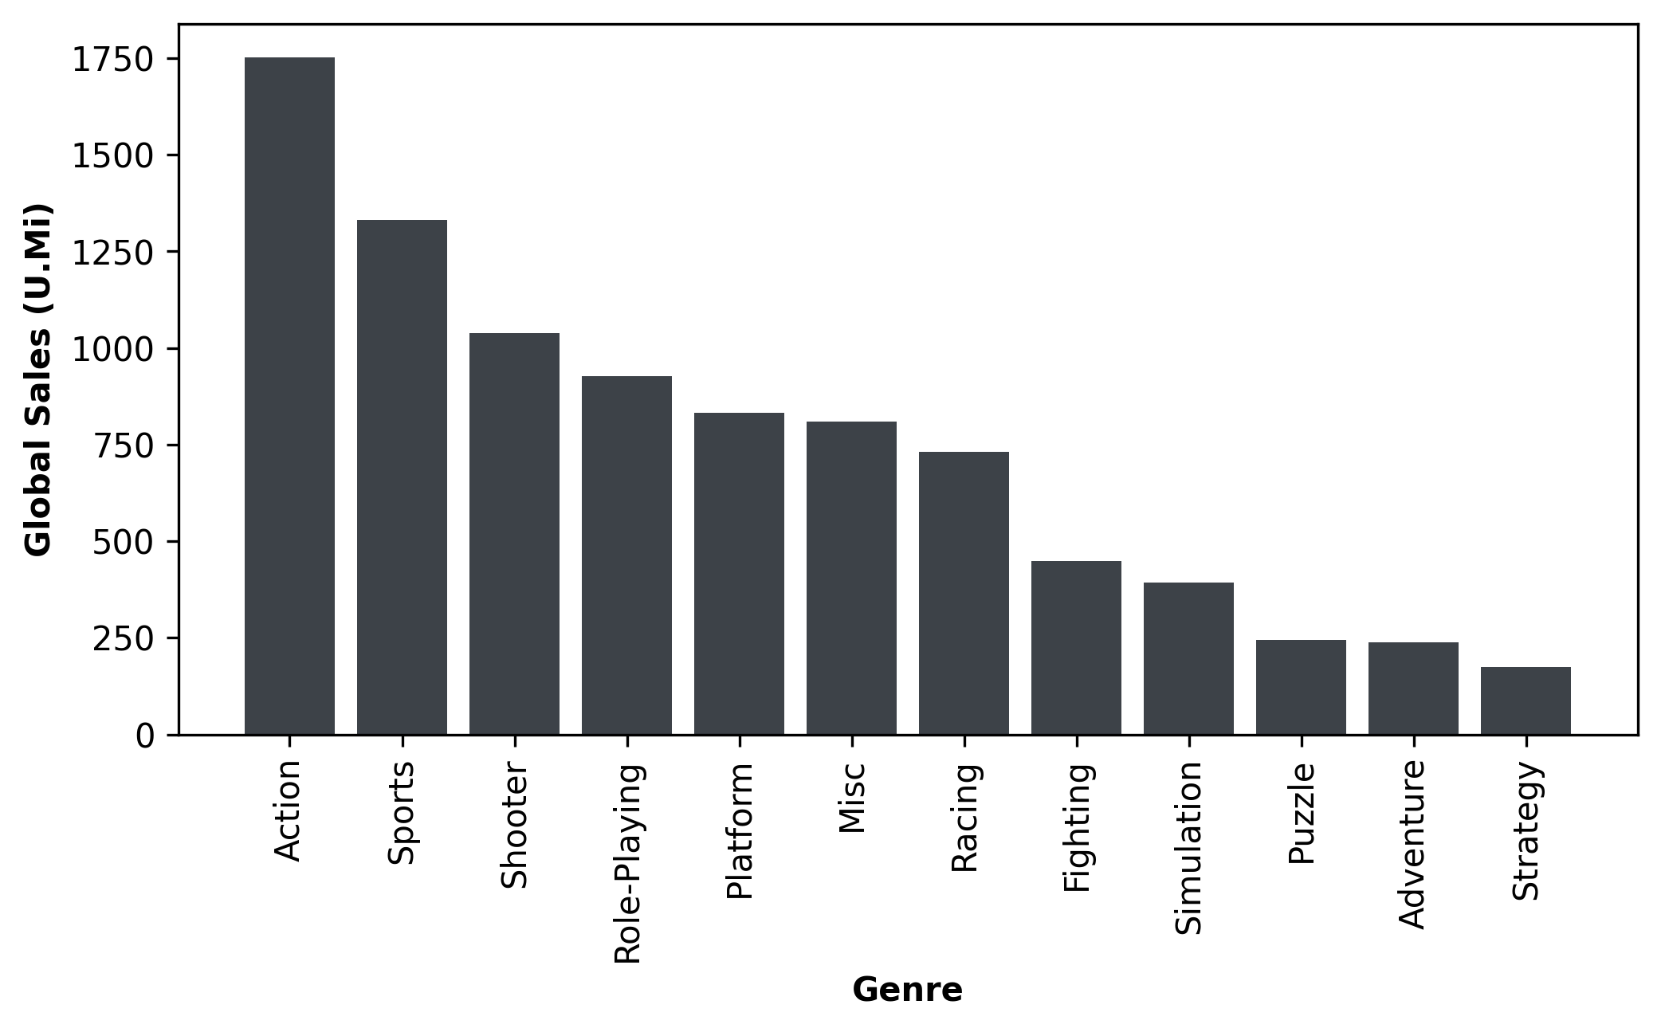 Global Sales (U.Mi)
1750
1500
1250
1000
750
500
250
0
Action
Sports
Shooter
Role-Playing
Platform
Misc
Racing
Fighting
Simulation
Puzzle
Adventure
Strategy
Genre